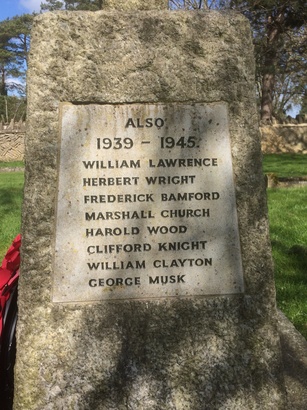 ALSO
1939 - 1945.
WILLIAM LAWRENCE
HERBERT WRIGHT
FREDERICK BAMFORD
MARSHALL CHURCH
HAROLD WOOD
CLIFFORD KNIGHT
WILLIAM CLAYTON
GEORGE MUSK